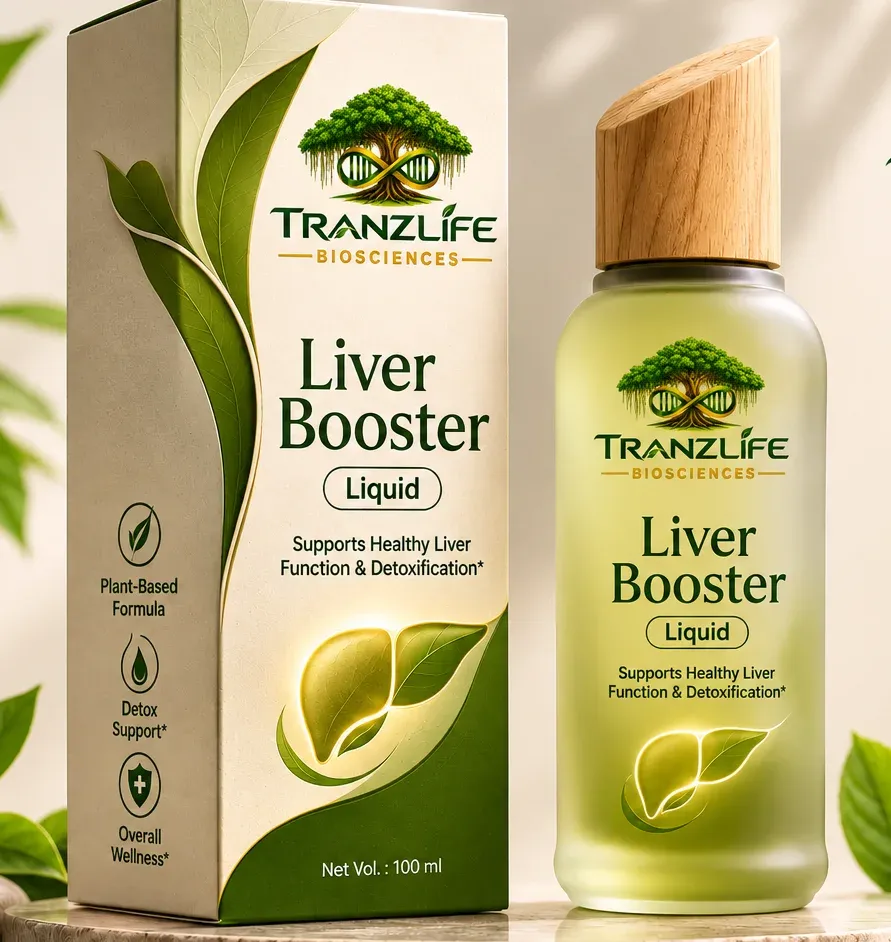 TRANZLIFE
BIOSCIENCES
Liver
Booster
Liquid
Supports Healthy Liver
Function & Detoxification*
Plant-Based
Formula
Detox
Support*
Overall
Wellness*
Net Vol. : 100 ml
TRANZLIFE
BIOSCIENCES
Liver
Booster
Liquid
Supports Healthy Liver
Function & Detoxification*